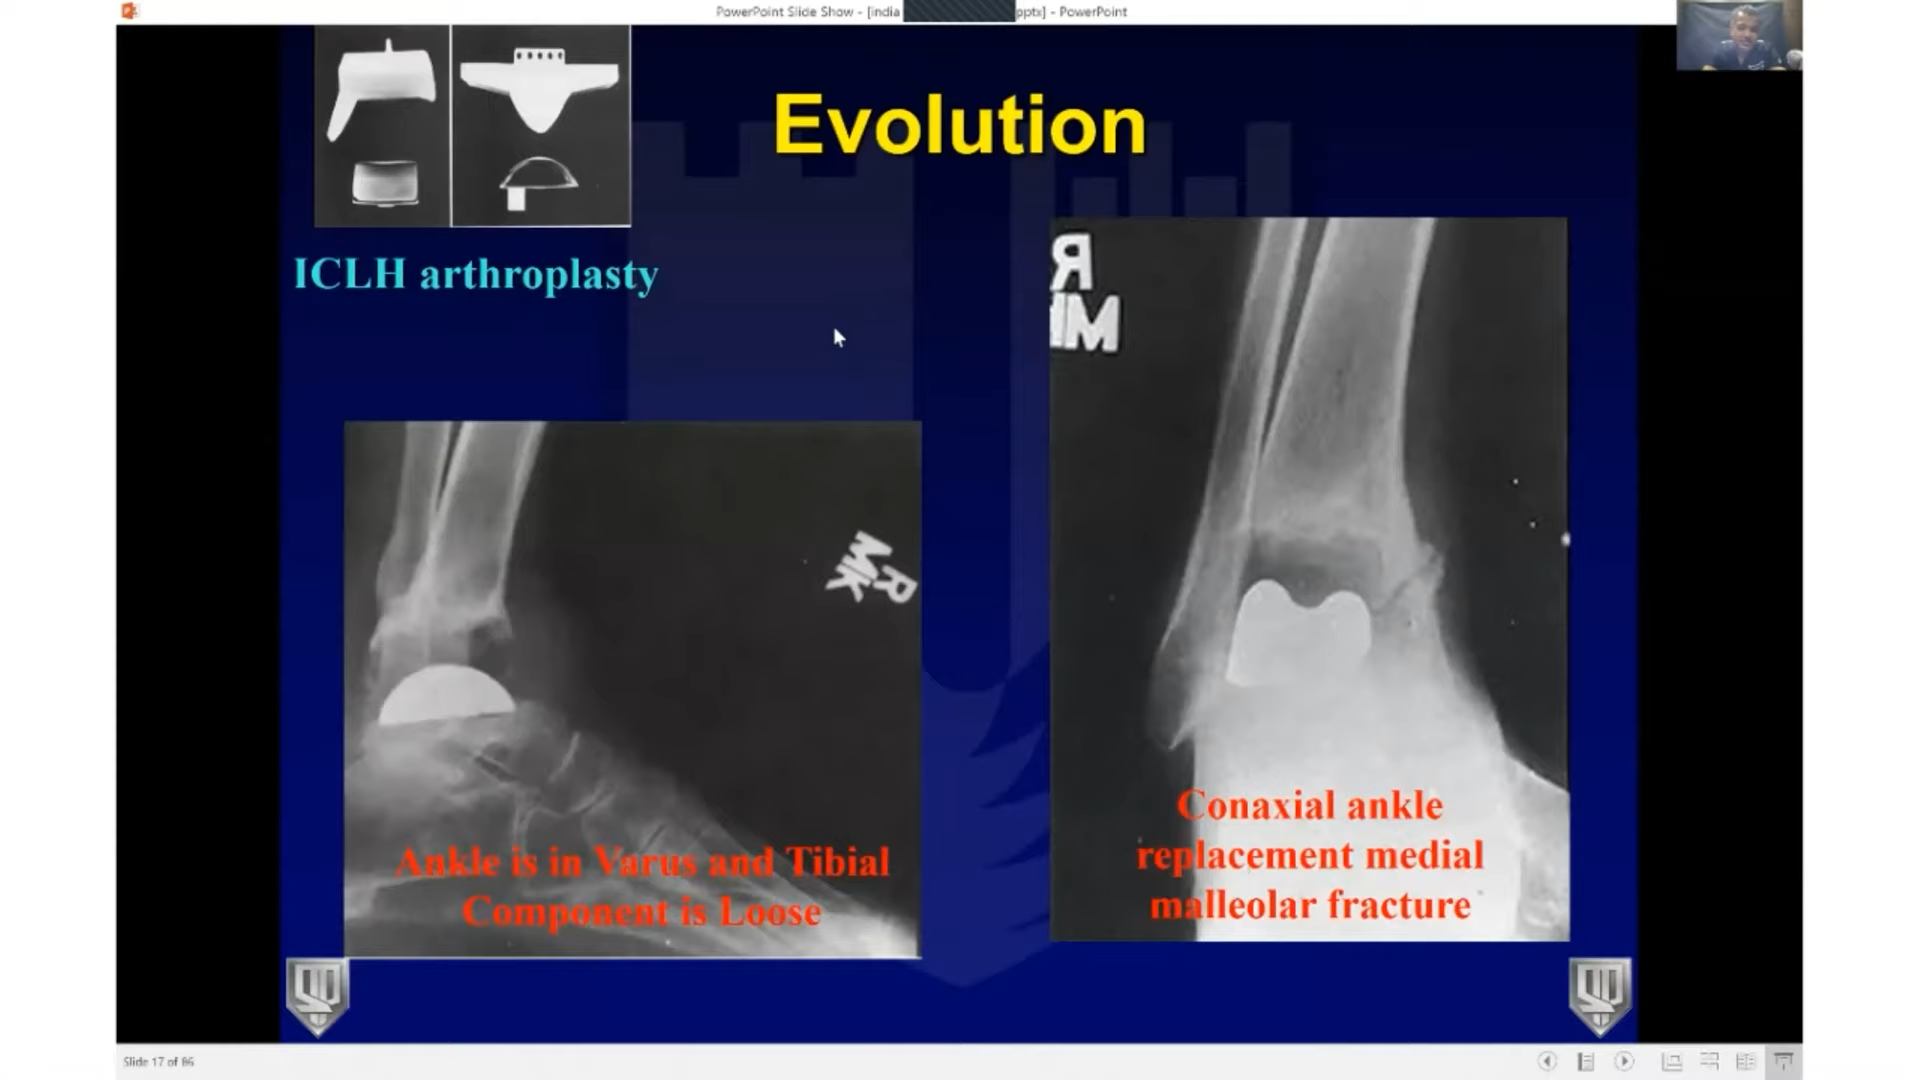 PowerPoint Slide Show - [india
pptx] - PowerPoint
Evolution
ICLH arthroplasty
R
MK
R
Ankle is in Varus and Tibial
Component is Loose
Conaxial ankle
replacement medial
malleolar fracture
Slide 17 of 86